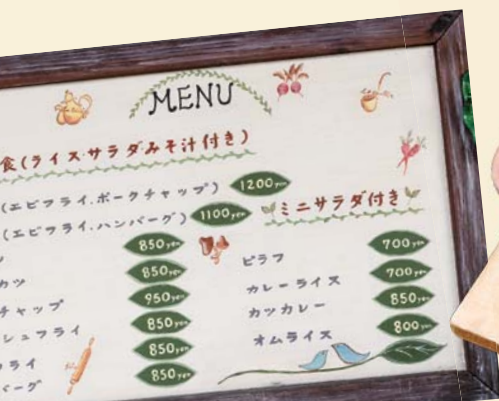 MENU
食(ライス・サラダみそ汁付き)
(エビフライ.ポークチャップ) 1200yen
(エビフライ.ハンバーグ) 1100yen
850yen
カツ 850yen
チャップ 950yen
シュフライ 850yen
フライ 850yen
バーグ 850yen
ミニサラダ付き
ピラフ 700yen
カレーライス 700yen
カツカレー 850yen
オムライス 800yen